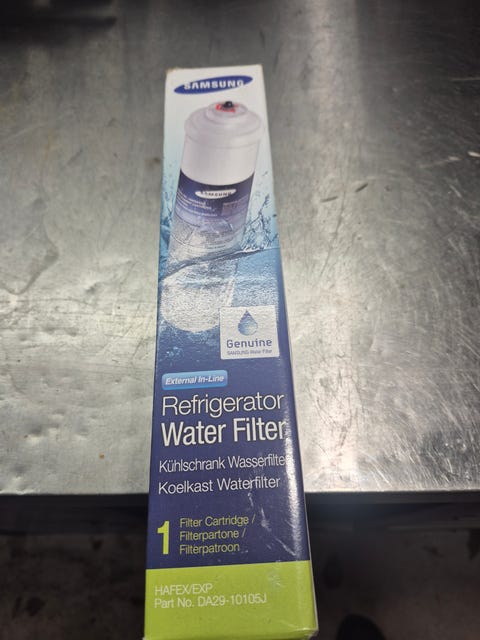 SAMSUNG
SAMSUNG
Genuine
SAMSUNG Water Filter
External In-Line
Refrigerator
Water Filter
Kühlschrank Wasserfilte
Koelkast Waterfilter
1
Filter Cartridge /
Filterpartone /
Filterpatroon
HAFEX/EXP
Part No. DA29-10105J